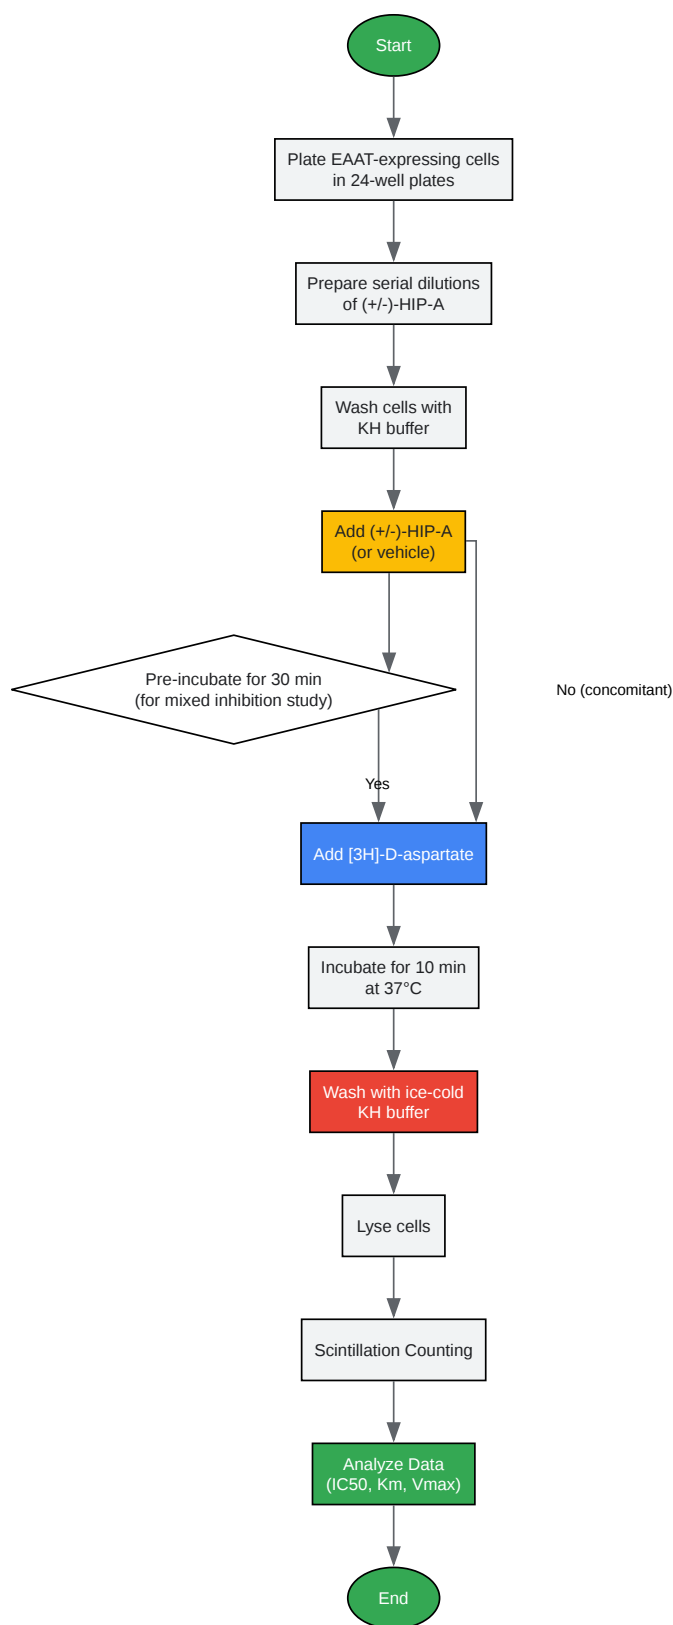 Start
Plate EAAT-expressing cells
in 24-well plates
Prepare serial dilutions
of (+/-)-HIP-A
Wash cells with
KH buffer
Add (+/-)-HIP-A
(or vehicle)
Pre-incubate for 30 min
(for mixed inhibition study)
No (concomitant)
Yes
Add [3H]-D-aspartate
Incubate for 10 min
at 37°C
Wash with ice-cold
KH buffer
Lyse cells
Scintillation Counting
Analyze Data
(IC50, Km, Vmax)
End